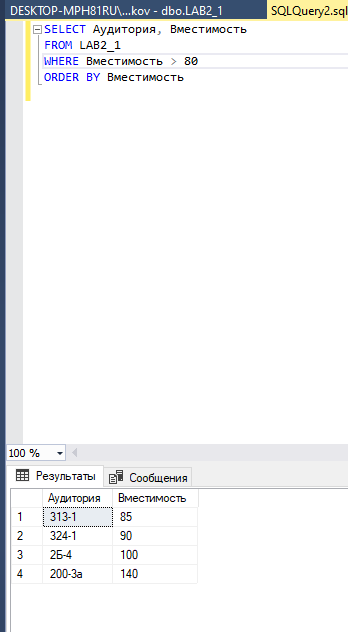 DESKTOP-MPH81RU\...kov - dbo.LAB2_1
SQLQuery2.sql
SELECT Аудитория, Вместимость
FROM LAB2_1
WHERE Вместимость > 80
ORDER BY Вместимость
100 %
Результаты
Сообщения
Аудитория Вместимость
1 313-1 85
2 324-1 90
3 2Б-4 100
4 200-3а 140